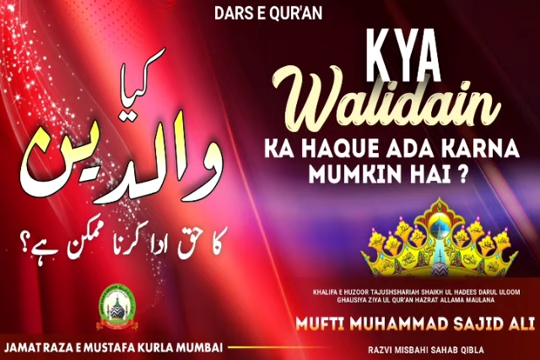 DARS E QUR'AN
کیا
والدین
کا حق ادا کرنا ممکن ہے؟
KYA
Walidain
KA HAQUE ADA KARNA
MUMKIN HAI ?
KHALIFA E HUZOOR TAJUSHSHARIAH SHAIKH UL HADEES DARUL ULOOM
GHAUSIYA ZIYA UL QUR'AN HAZRAT ALLAMA MAULANA
MUFTI MUHAMMAD SAJID ALI
RAZVI MISBAHI SAHAB QIBLA
JAMAT RAZA E MUSTAFA KURLA MUMBAI